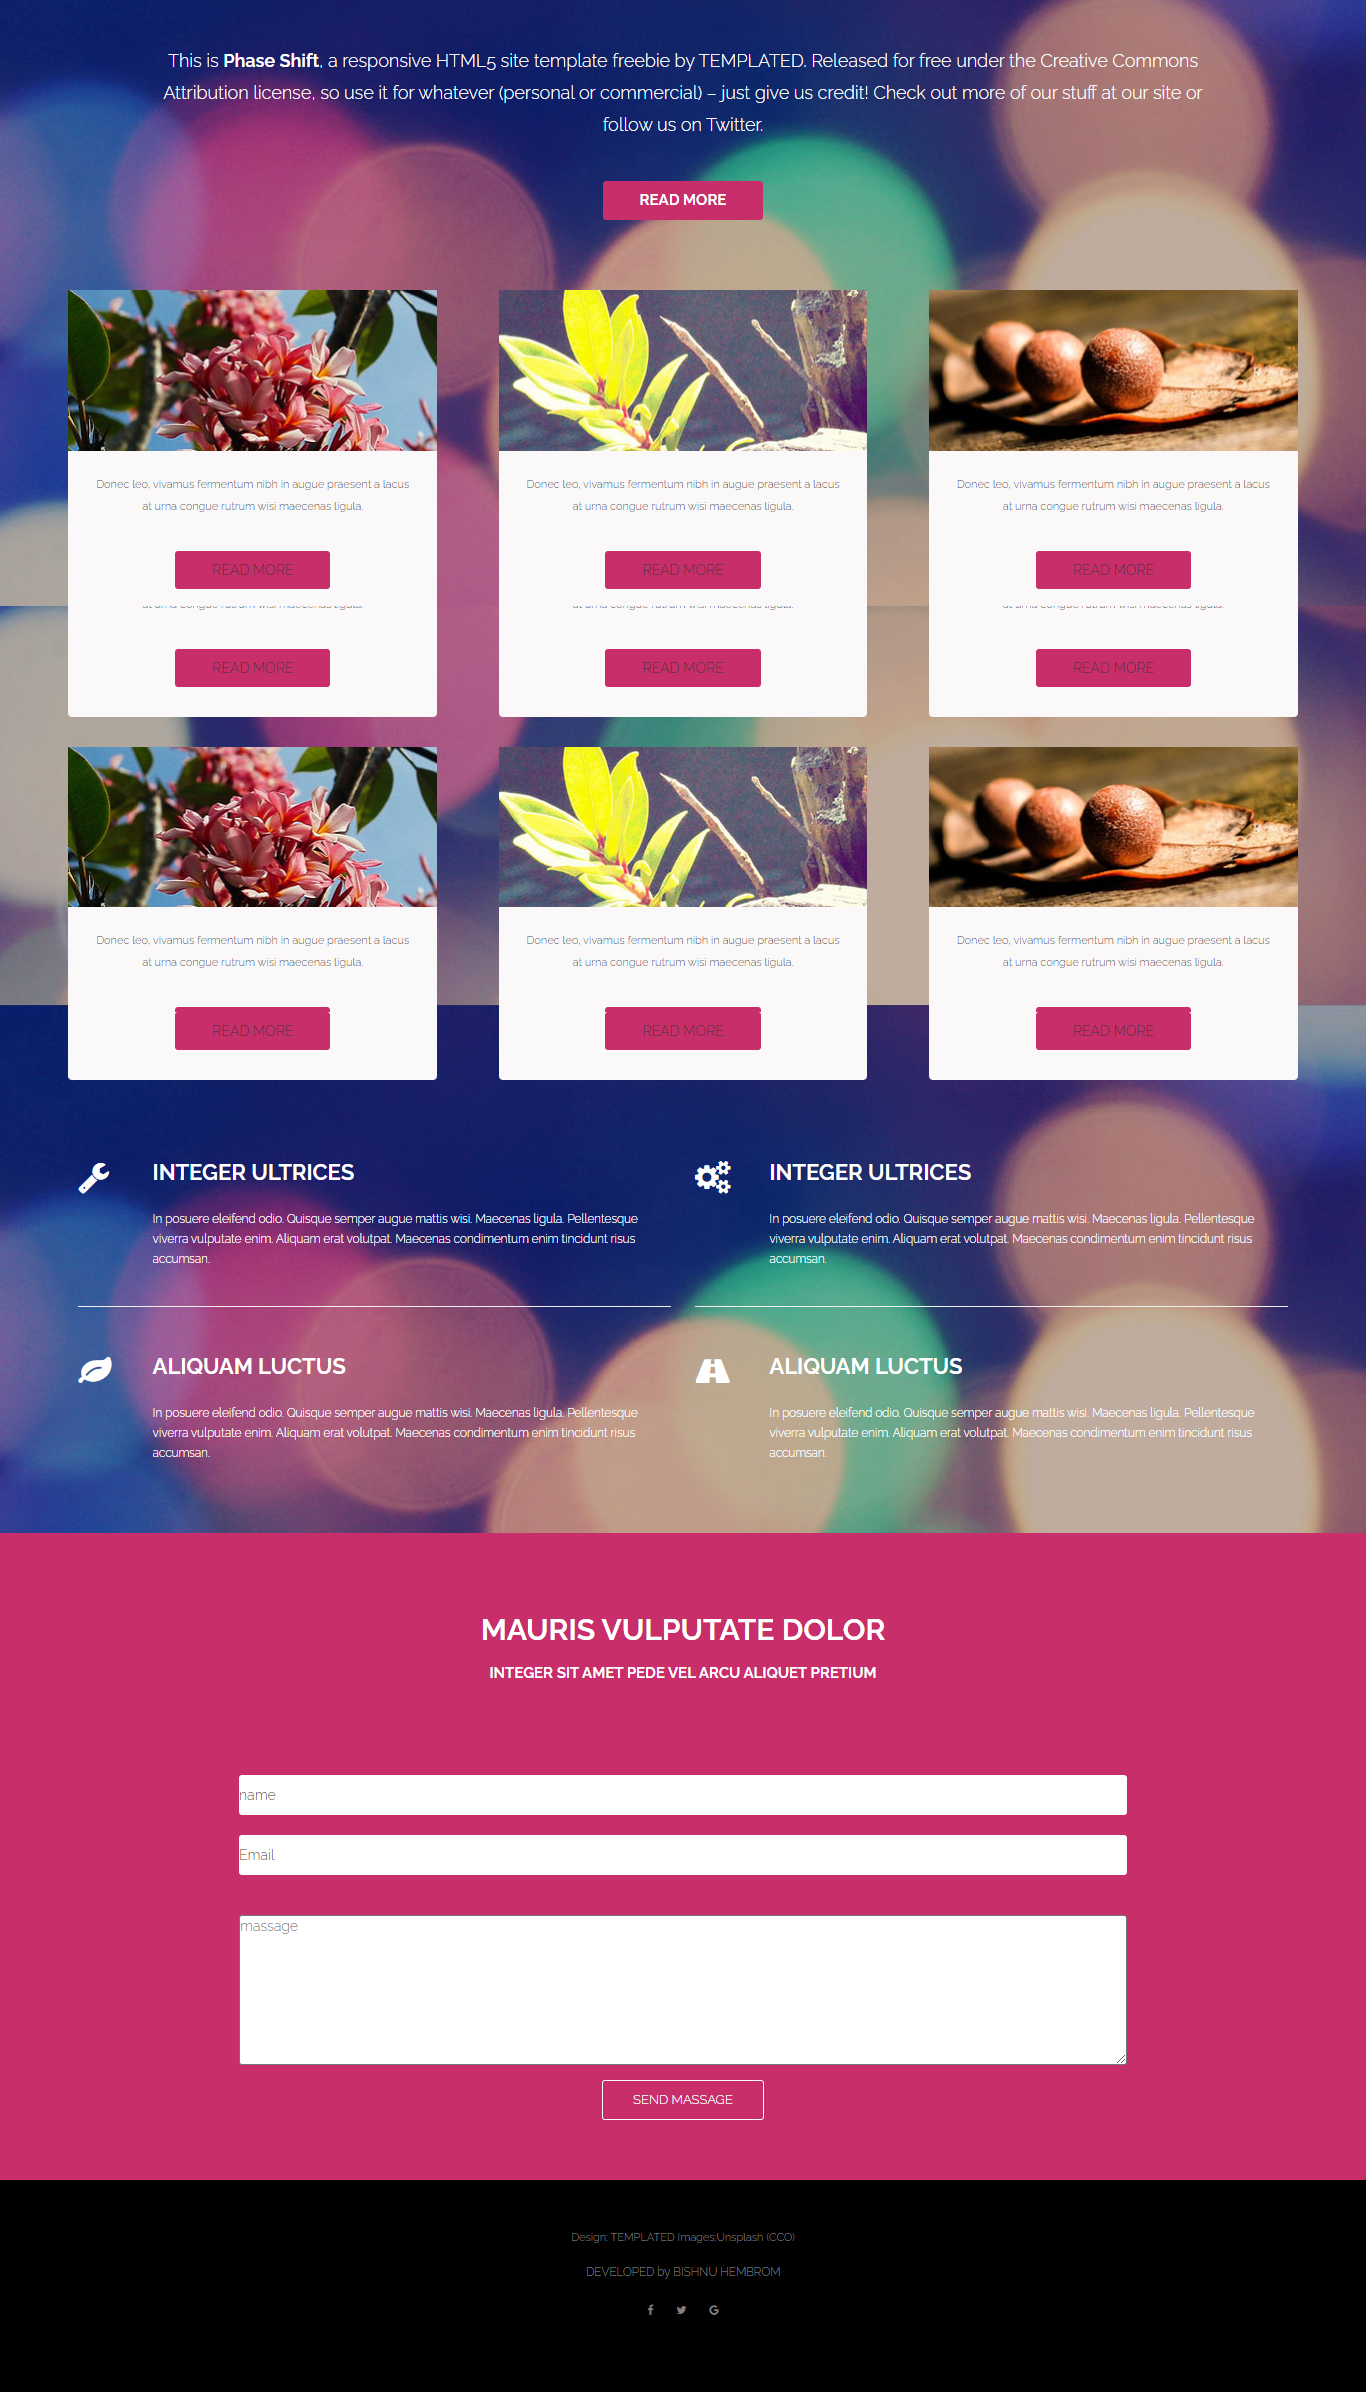 This is Phase Shift, a responsive HTML5 site template freebie by TEMPLATED. Released for free under the Creative Commons
Attribution license, so use it for whatever (personal or commercial) – just give us credit! Check out more of our stuff at our site or
follow us on Twitter.
READ MORE
Donec leo, vivamus fermentum nibh in augue praesent a lacus
at urna congue rutrum wisi maecenas ligula.
READ MORE
at urna congue rutrum wisi maecenas ligula.
READ MORE
Donec leo, vivamus fermentum nibh in augue praesent a lacus
at urna congue rutrum wisi maecenas ligula.
READ MORE
at urna congue rutrum wisi maecenas ligula.
READ MORE
Donec leo, vivamus fermentum nibh in augue praesent a lacus
at urna congue rutrum wisi maecenas ligula.
READ MORE
at urna congue rutrum wisi maecenas ligula.
READ MORE
Donec leo, vivamus fermentum nibh in augue praesent a lacus
at urna congue rutrum wisi maecenas ligula.
READ MORE
Donec leo, vivamus fermentum nibh in augue praesent a lacus
at urna congue rutrum wisi maecenas ligula.
READ MORE
Donec leo, vivamus fermentum nibh in augue praesent a lacus
at urna congue rutrum wisi maecenas ligula.
READ MORE
INTEGER ULTRICES
In posuere eleifend odio. Quisque semper augue mattis wisi. Maecenas ligula. Pellentesque
viverra vulputate enim. Aliquam erat volutpat. Maecenas condimentum enim tincidunt risus
accumsan.
INTEGER ULTRICES
In posuere eleifend odio. Quisque semper augue mattis wisi. Maecenas ligula. Pellentesque
viverra vulputate enim. Aliquam erat volutpat. Maecenas condimentum enim tincidunt risus
accumsan.
ALIQUAM LUCTUS
In posuere eleifend odio. Quisque semper augue mattis wisi. Maecenas ligula. Pellentesque
viverra vulputate enim. Aliquam erat volutpat. Maecenas condimentum enim tincidunt risus
accumsan.
ALIQUAM LUCTUS
In posuere eleifend odio. Quisque semper augue mattis wisi. Maecenas ligula. Pellentesque
viverra vulputate enim. Aliquam erat volutpat. Maecenas condimentum enim tincidunt risus
accumsan.
MAURIS VULPUTATE DOLOR
INTEGER SIT AMET PEDE VEL ARCU ALIQUET PRETIUM
name
Email
massage
SEND MASSAGE
Design: TEMPLATED Images:Unsplash (CCO)
DEVELOPED by BISHNU HEMBROM